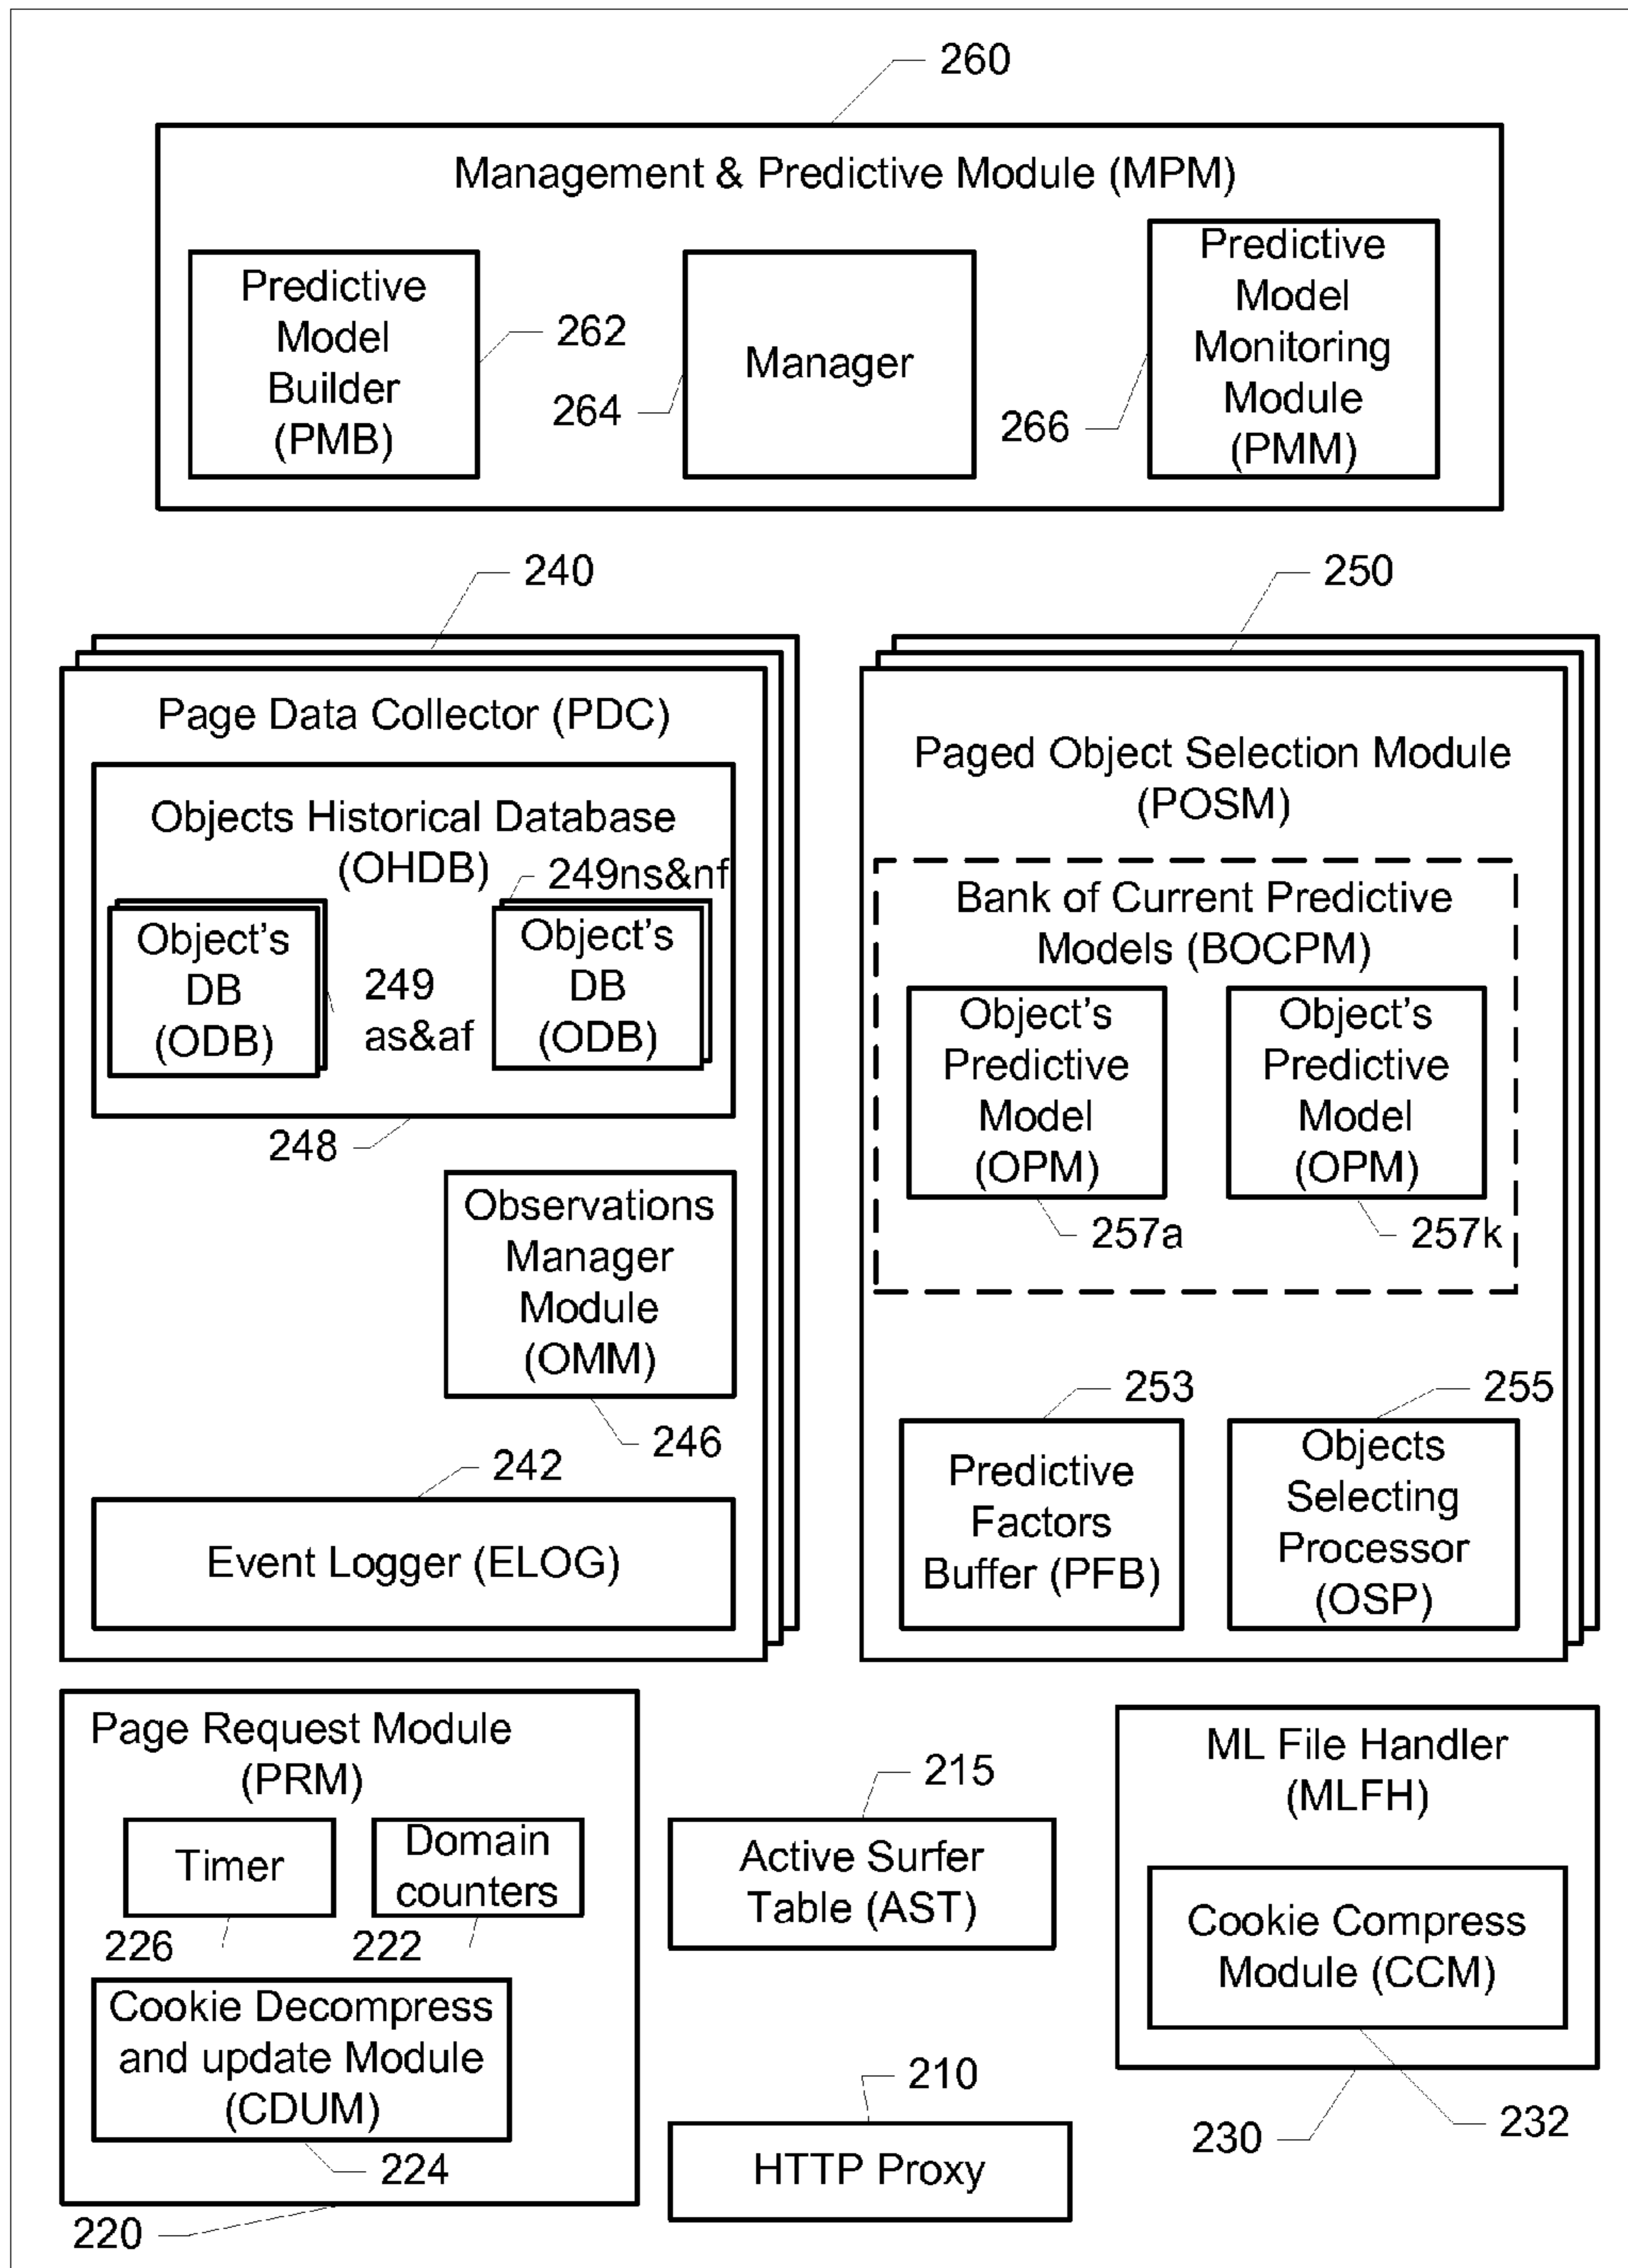 260
Management & Predictive Module (MPM)
Predictive
Model
Builder
(PMB)
262
264
Manager
266
Predictive
Model
Monitoring
Module
(PMM)
240
Page Data Collector (PDC)
Objects Historical Database
(OHDB)
249ns&nf
Object's
DB
(ODB)
249
as&af
Object's
DB
(ODB)
248
Observations
Manager
Module
(OMM)
246
242
Event Logger (ELOG)
250
Paged Object Selection Module
(POSM)
Bank of Current Predictive
Models (BOCPM)
Object's
Predictive
Model
(OPM)
257a
Object's
Predictive
Model
(OPM)
257k
253
Predictive
Factors
Buffer (PFB)
255
Objects
Selecting
Processor
(OSP)
Page Request Module
(PRM)
Timer
226
Domain
counters
222
Cookie Decompress
and update Module
(CDUM)
224
220
215
Active Surfer
Table (AST)
210
HTTP Proxy
ML File Handler
(MLFH)
Cookie Compress
Module (CCM)
230
232